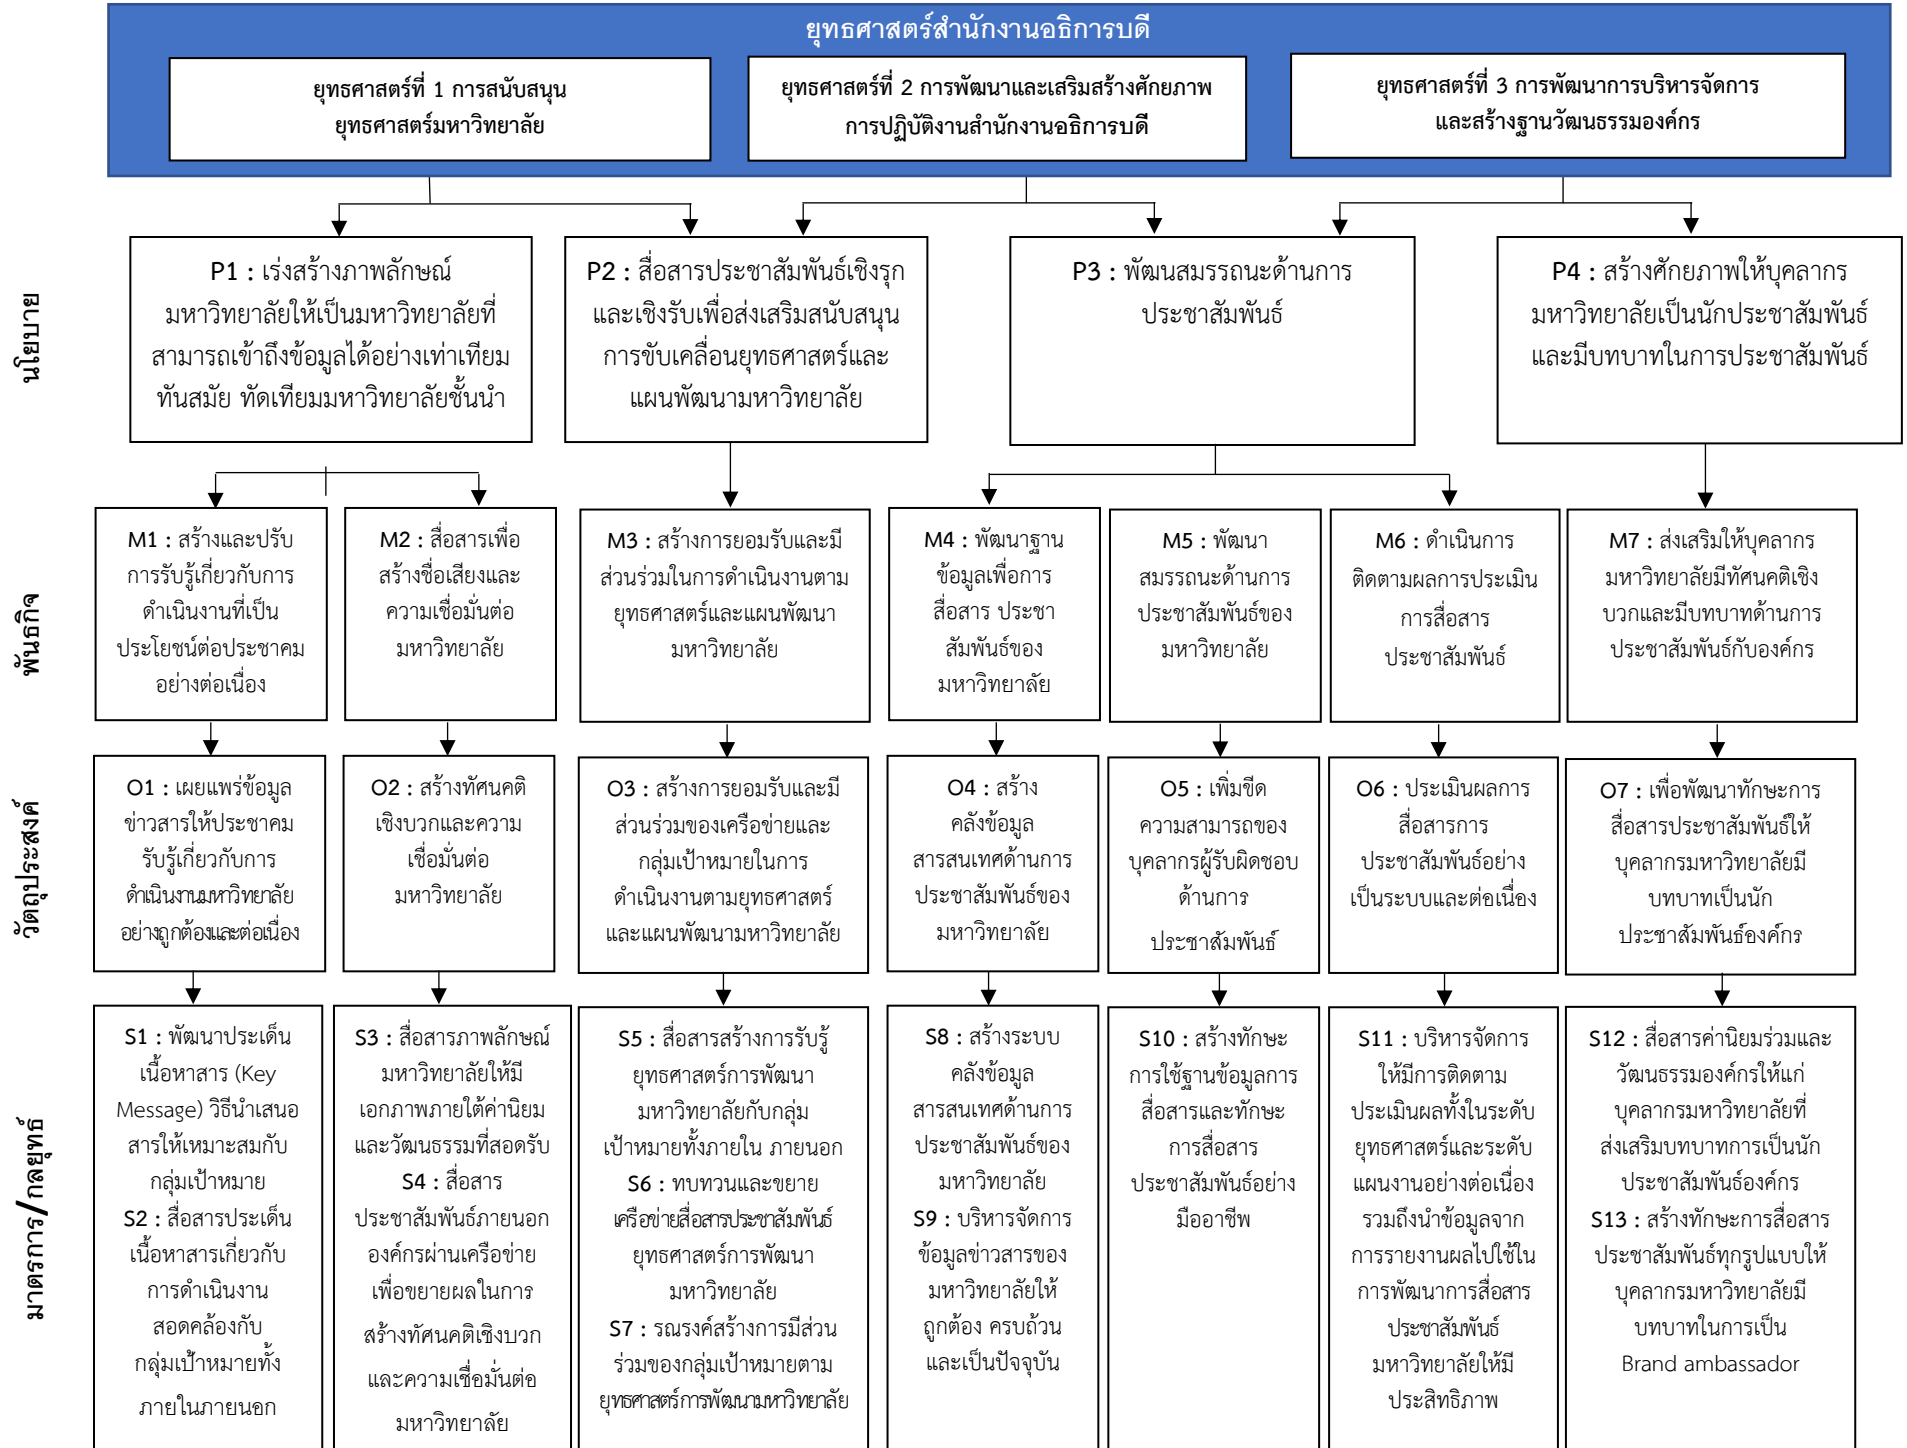 ยุทธศาสตร์สำนักงานอธิการบดี
ยุทธศาสตร์ที่ 1 การสนับสนุน
ยุทธศาสตร์มหาวิทยาลัย
ยุทธศาสตร์ที่ 2 การพัฒนาและเสริมสร้างศักยภาพ
การปฏิบัติงานสำนักงานอธิการบดี
ยุทธศาสตร์ที่ 3 การพัฒนาการบริหารจัดการ
และสร้างฐานวัฒนธรรมองค์กร
นโยบาย
P1 : เร่งสร้างภาพลักษณ์
มหาวิทยาลัยให้เป็นมหาวิทยาลัยที่
สามารถเข้าถึงข้อมูลได้อย่างเท่าเทียม
ทันสมัย ทัดเทียมมหาวิทยาลัยชั้นนำ
P2 : สื่อสารประชาสัมพันธ์เชิงรุก
และเชิงรับเพื่อส่งเสริมสนับสนุน
การขับเคลื่อนยุทธศาสตร์และ
แผนพัฒนามหาวิทยาลัย
P3 : พัฒนสมรรถนะด้านการ
ประชาสัมพันธ์
P4 : สร้างศักยภาพให้บุคลากร
มหาวิทยาลัยเป็นนักประชาสัมพันธ์
และมีบทบาทในการประชาสัมพันธ์
พันธกิจ
M1 : สร้างและปรับ
การรับรู้เกี่ยวกับการ
ดำเนินงานที่เป็น
ประโยชน์ต่อประชาคม
อย่างต่อเนื่อง
M2 : สื่อสารเพื่อ
สร้างชื่อเสียงและ
ความเชื่อมั่นต่อ
มหาวิทยาลัย
M3 : สร้างการยอมรับและมี
ส่วนร่วมในการดำเนินงานตาม
ยุทธศาสตร์และแผนพัฒนา
มหาวิทยาลัย
M4 : พัฒนาฐาน
ข้อมูลเพื่อการ
สื่อสาร ประชา
สัมพันธ์ของ
มหาวิทยาลัย
M5 : พัฒนา
สมรรถนะด้านการ
ประชาสัมพันธ์ของ
มหาวิทยาลัย
M6 : ดำเนินการ
ติดตามผลการประเมิน
การสื่อสาร
ประชาสัมพันธ์
M7 : ส่งเสริมให้บุคลากร
มหาวิทยาลัยมีทัศนคติเชิง
บวกและมีบทบาทด้านการ
ประชาสัมพันธ์กับองค์กร
วัตถุประสงค์
O1 : เผยแพร่ข้อมูล
ข่าวสารให้ประชาคม
รับรู้เกี่ยวกับการ
ดำเนินงานมหาวิทยาลัย
อย่างถูกต้องและต่อเนื่อง
O2 : สร้างทัศนคติ
เชิงบวกและความ
เชื่อมั่นต่อ
มหาวิทยาลัย
O3 : สร้างการยอมรับและมี
ส่วนร่วมของเครือข่ายและ
กลุ่มเป้าหมายในการ
ดำเนินงานตามยุทธศาสตร์
และแผนพัฒนามหาวิทยาลัย
O4 : สร้าง
คลังข้อมูล
สารสนเทศด้านการ
ประชาสัมพันธ์ของ
มหาวิทยาลัย
O5 : เพิ่มขีด
ความสามารถของ
บุคลากรผู้รับผิดชอบ
ด้านการ
ประชาสัมพันธ์
O6 : ประเมินผลการ
สื่อสารการ
ประชาสัมพันธ์อย่าง
เป็นระบบและต่อเนื่อง
O7 : เพื่อพัฒนาทักษะการ
สื่อสารประชาสัมพันธ์ให้
บุคลากรมหาวิทยาลัยมี
บทบาทเป็นนัก
ประชาสัมพันธ์องค์กร
มาตรการ/กลยุทธ์
S1 : พัฒนาประเด็น
เนื้อหาสาร (Key
Message) วิธีนำเสนอ
สารให้เหมาะสมกับ
กลุ่มเป้าหมาย
S2 : สื่อสารประเด็น
เนื้อหาสารเกี่ยวกับ
การดำเนินงาน
สอดคล้องกับ
กลุ่มเป้าหมายทั้ง
ภายในภายนอก
S3 : สื่อสารภาพลักษณ์
มหาวิทยาลัยให้มี
เอกภาพภายใต้ค่านิยม
และวัฒนธรรมที่สอดรับ
S4 : สื่อสาร
ประชาสัมพันธ์ภายนอก
องค์กรผ่านเครือข่าย
เพื่อขยายผลในการ
สร้างทัศนคติเชิงบวก
และความเชื่อมั่นต่อ
มหาวิทยาลัย
S5 : สื่อสารสร้างการรับรู้
ยุทธศาสตร์การพัฒนา
มหาวิทยาลัยกับกลุ่ม
เป้าหมายทั้งภายใน ภายนอก
S6 : ทบทวนและขยาย
เครือข่ายสื่อสารประชาสัมพันธ์
ยุทธศาสตร์การพัฒนา
มหาวิทยาลัย
S7 : รณรงค์สร้างการมีส่วน
ร่วมของกลุ่มเป้าหมายตาม
ยุทธศาสตร์การพัฒนามหาวิทยาลัย
S8 : สร้างระบบ
คลังข้อมูล
สารสนเทศด้านการ
ประชาสัมพันธ์ของ
มหาวิทยาลัย
S9 : บริหารจัดการ
ข้อมูลข่าวสารของ
มหาวิทยาลัยให้
ถูกต้อง ครบถ้วน
และเป็นปัจจุบัน
S10 : สร้างทักษะ
การใช้ฐานข้อมูลการ
สื่อสารและทักษะ
การสื่อสาร
ประชาสัมพันธ์อย่าง
มืออาชีพ
S11 : บริหารจัดการ
ให้มีการติดตาม
ประเมินผลทั้งในระดับ
ยุทธศาสตร์และระดับ
แผนงานอย่างต่อเนื่อง
รวมถึงนำข้อมูลจาก
การรายงานผลไปใช้ใน
การพัฒนาการสื่อสาร
ประชาสัมพันธ์
มหาวิทยาลัยให้มี
ประสิทธิภาพ
S12 : สื่อสารค่านิยมร่วมและ
วัฒนธรรมองค์กรให้แก่
บุคลากรมหาวิทยาลัยที่
ส่งเสริมบทบาทการเป็นนัก
ประชาสัมพันธ์องค์กร
S13 : สร้างทักษะการสื่อสาร
ประชาสัมพันธ์ทุกรูปแบบให้
บุคลากรมหาวิทยาลัยมี
บทบาทในการเป็น
Brand ambassador